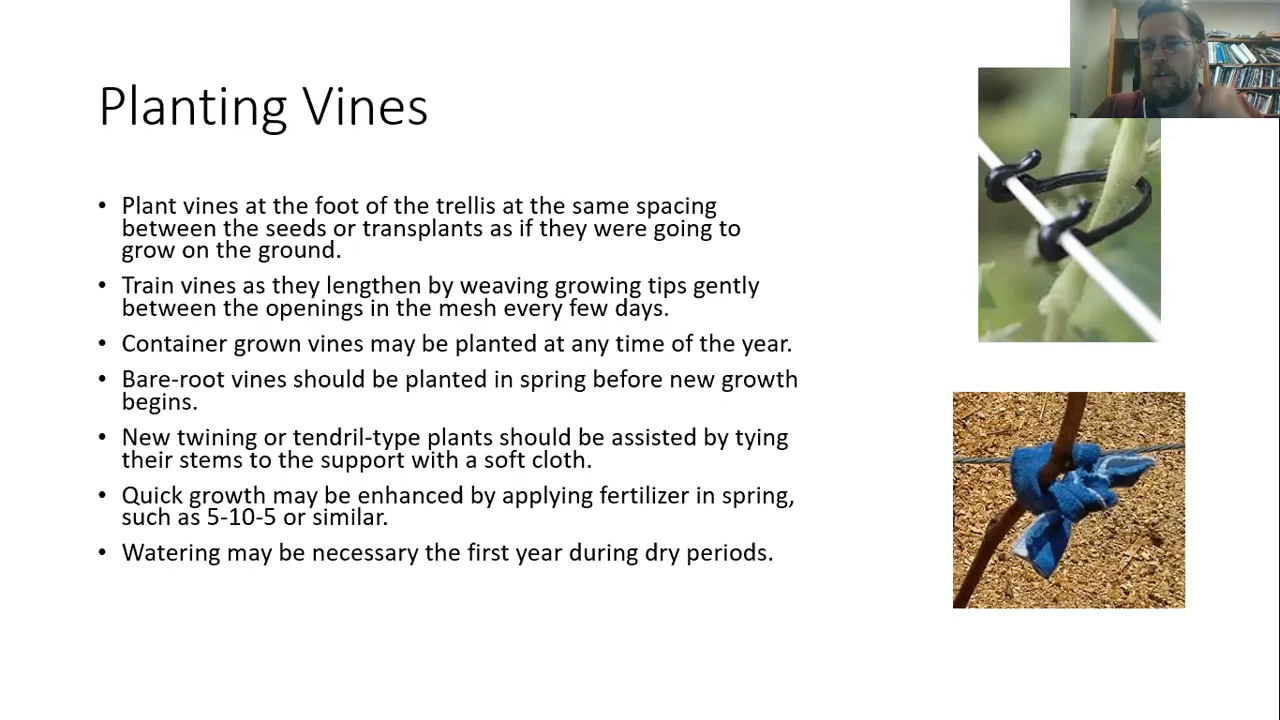 Planting Vines
• Plant vines at the foot of the trellis at the same spacing
between the seeds or transplants as if they were going to
grow on the ground.
• Train vines as they lengthen by weaving growing tips gently
between the openings in the mesh every few days.
• Container grown vines may be planted at any time of the year.
• Bare-root vines should be planted in spring before new growth
begins.
• New twining or tendril-type plants should be assisted by tying
their stems to the support with a soft cloth.
• Quick growth may be enhanced by applying fertilizer in spring,
such as 5-10-5 or similar.
• Watering may be necessary the first year during dry periods.